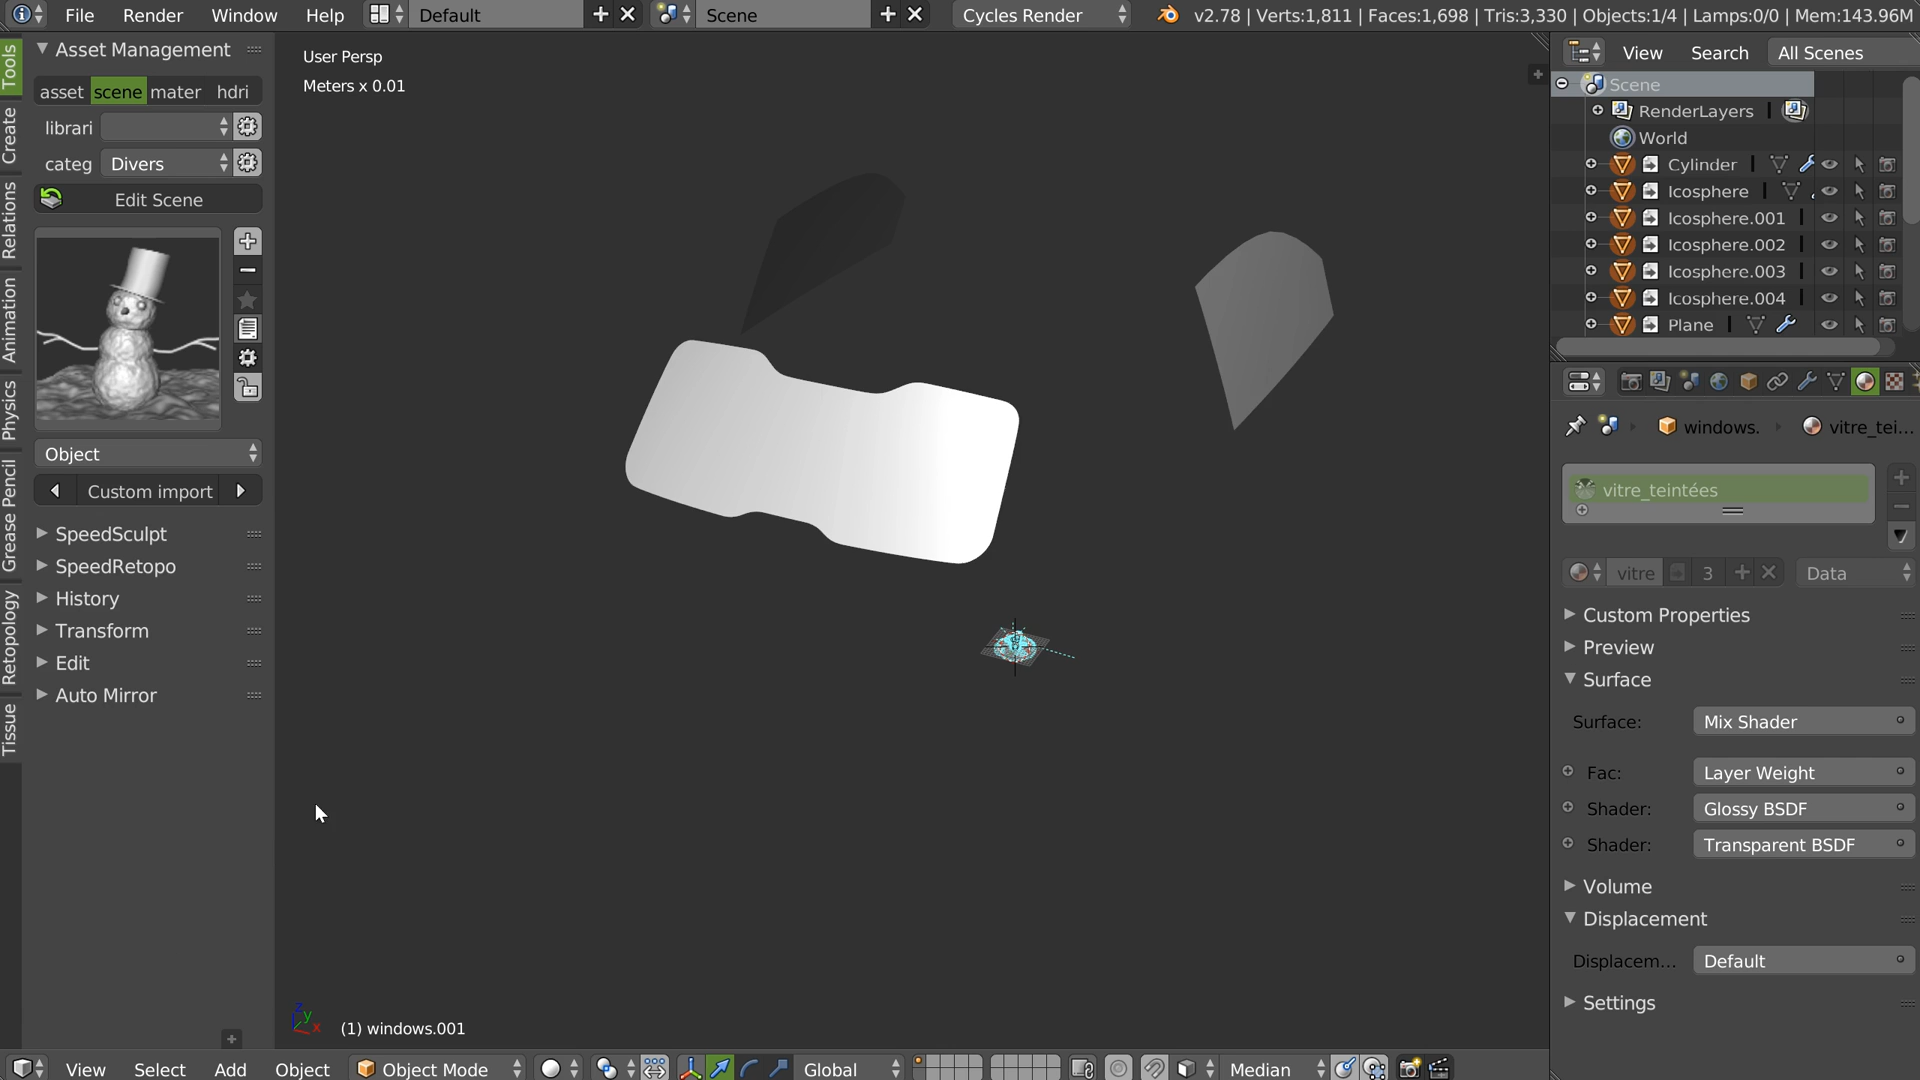 File Render Window Help Default Scene Cycles Render v2.78 | Verts:1,811 | Faces:1,698 | Tris:3,330 | Objects:1/4 | Lamps:0/0 | Mem:143.96M
Tools
Create
Relations
Animation
Physics
Grease Pencil
Retopology
Tissue
Asset Management
asset scene mater hdri
librari
categ Divers
Edit Scene
Object
Custom import
SpeedSculpt
SpeedRetopo
History
Transform
Edit
Auto Mirror
User Persp
Meters x 0.01
(1) windows.001
View Select Add Object Object Mode Global Median
View Search All Scenes
Scene
RenderLayers
World
Cylinder
Icosphere
Icosphere.001
Icosphere.002
Icosphere.003
Icosphere.004
Plane
windows. vitre_tei...
vitre_teintées
vitre 3 Data
Custom Properties
Preview
Surface
Surface: Mix Shader
Fac: Layer Weight
Shader: Glossy BSDF
Shader: Transparent BSDF
Volume
Displacement
Displacem... Default
Settings